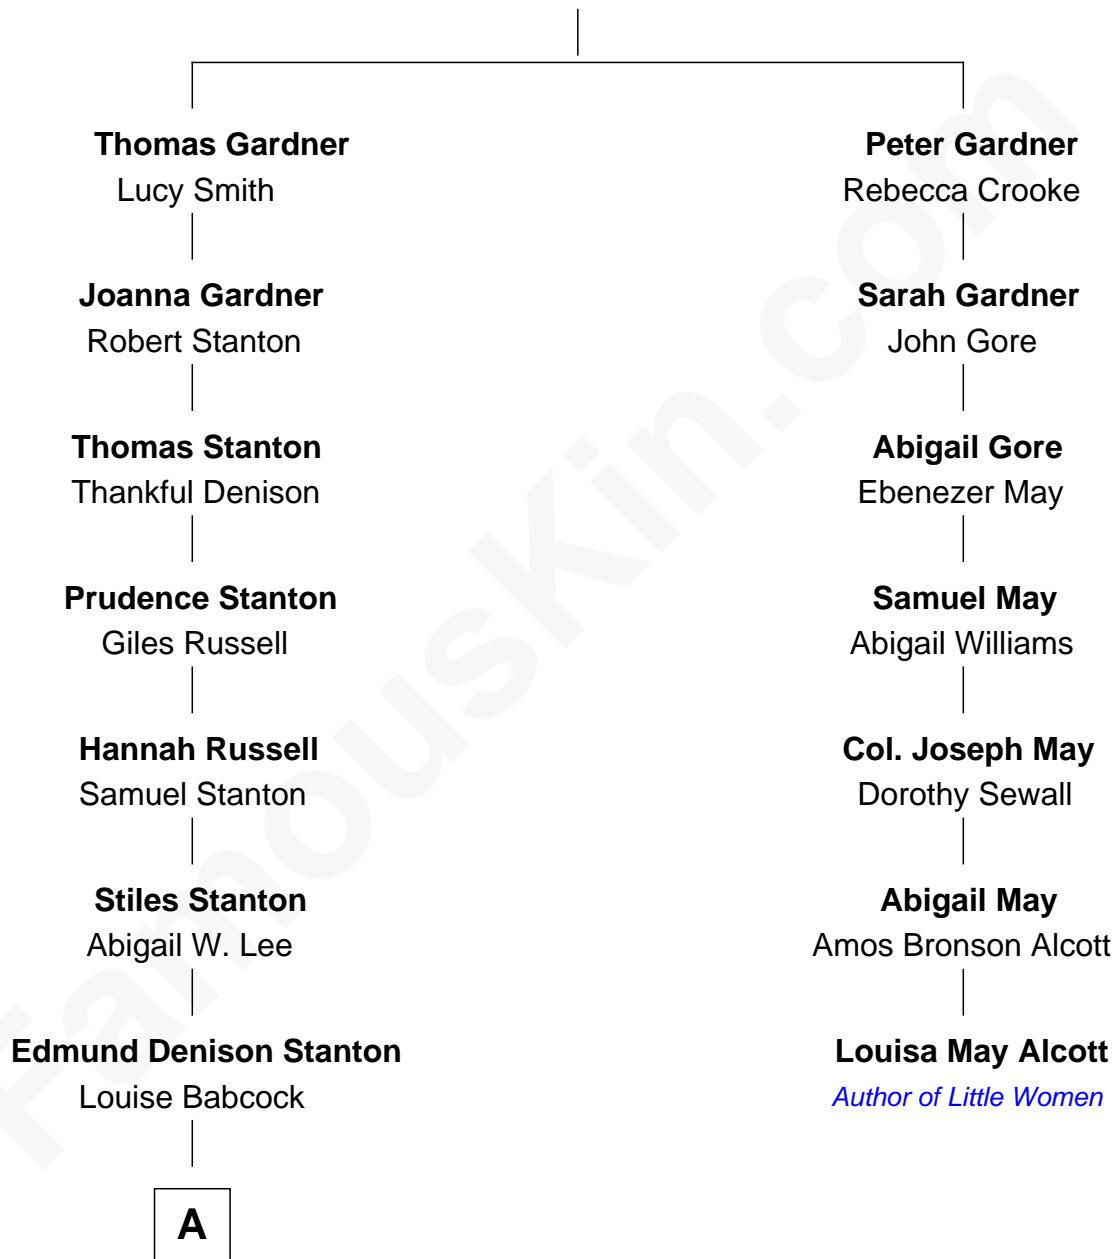 Thomas Gardner
Lucy Smith
Peter Gardner
Rebecca Crooke
Joanna Gardner
Robert Stanton
Sarah Gardner
John Gore
Thomas Stanton
Thankful Denison
Abigail Gore
Ebenezer May
Prudence Stanton
Giles Russell
Samuel May
Abigail Williams
Hannah Russell
Samuel Stanton
Col. Joseph May
Dorothy Sewall
Stiles Stanton
Abigail W. Lee
Abigail May
Amos Bronson Alcott
Edmund Denison Stanton
Louise Babcock
Louisa May Alcott
Author of Little Women
A
FamousKin.com